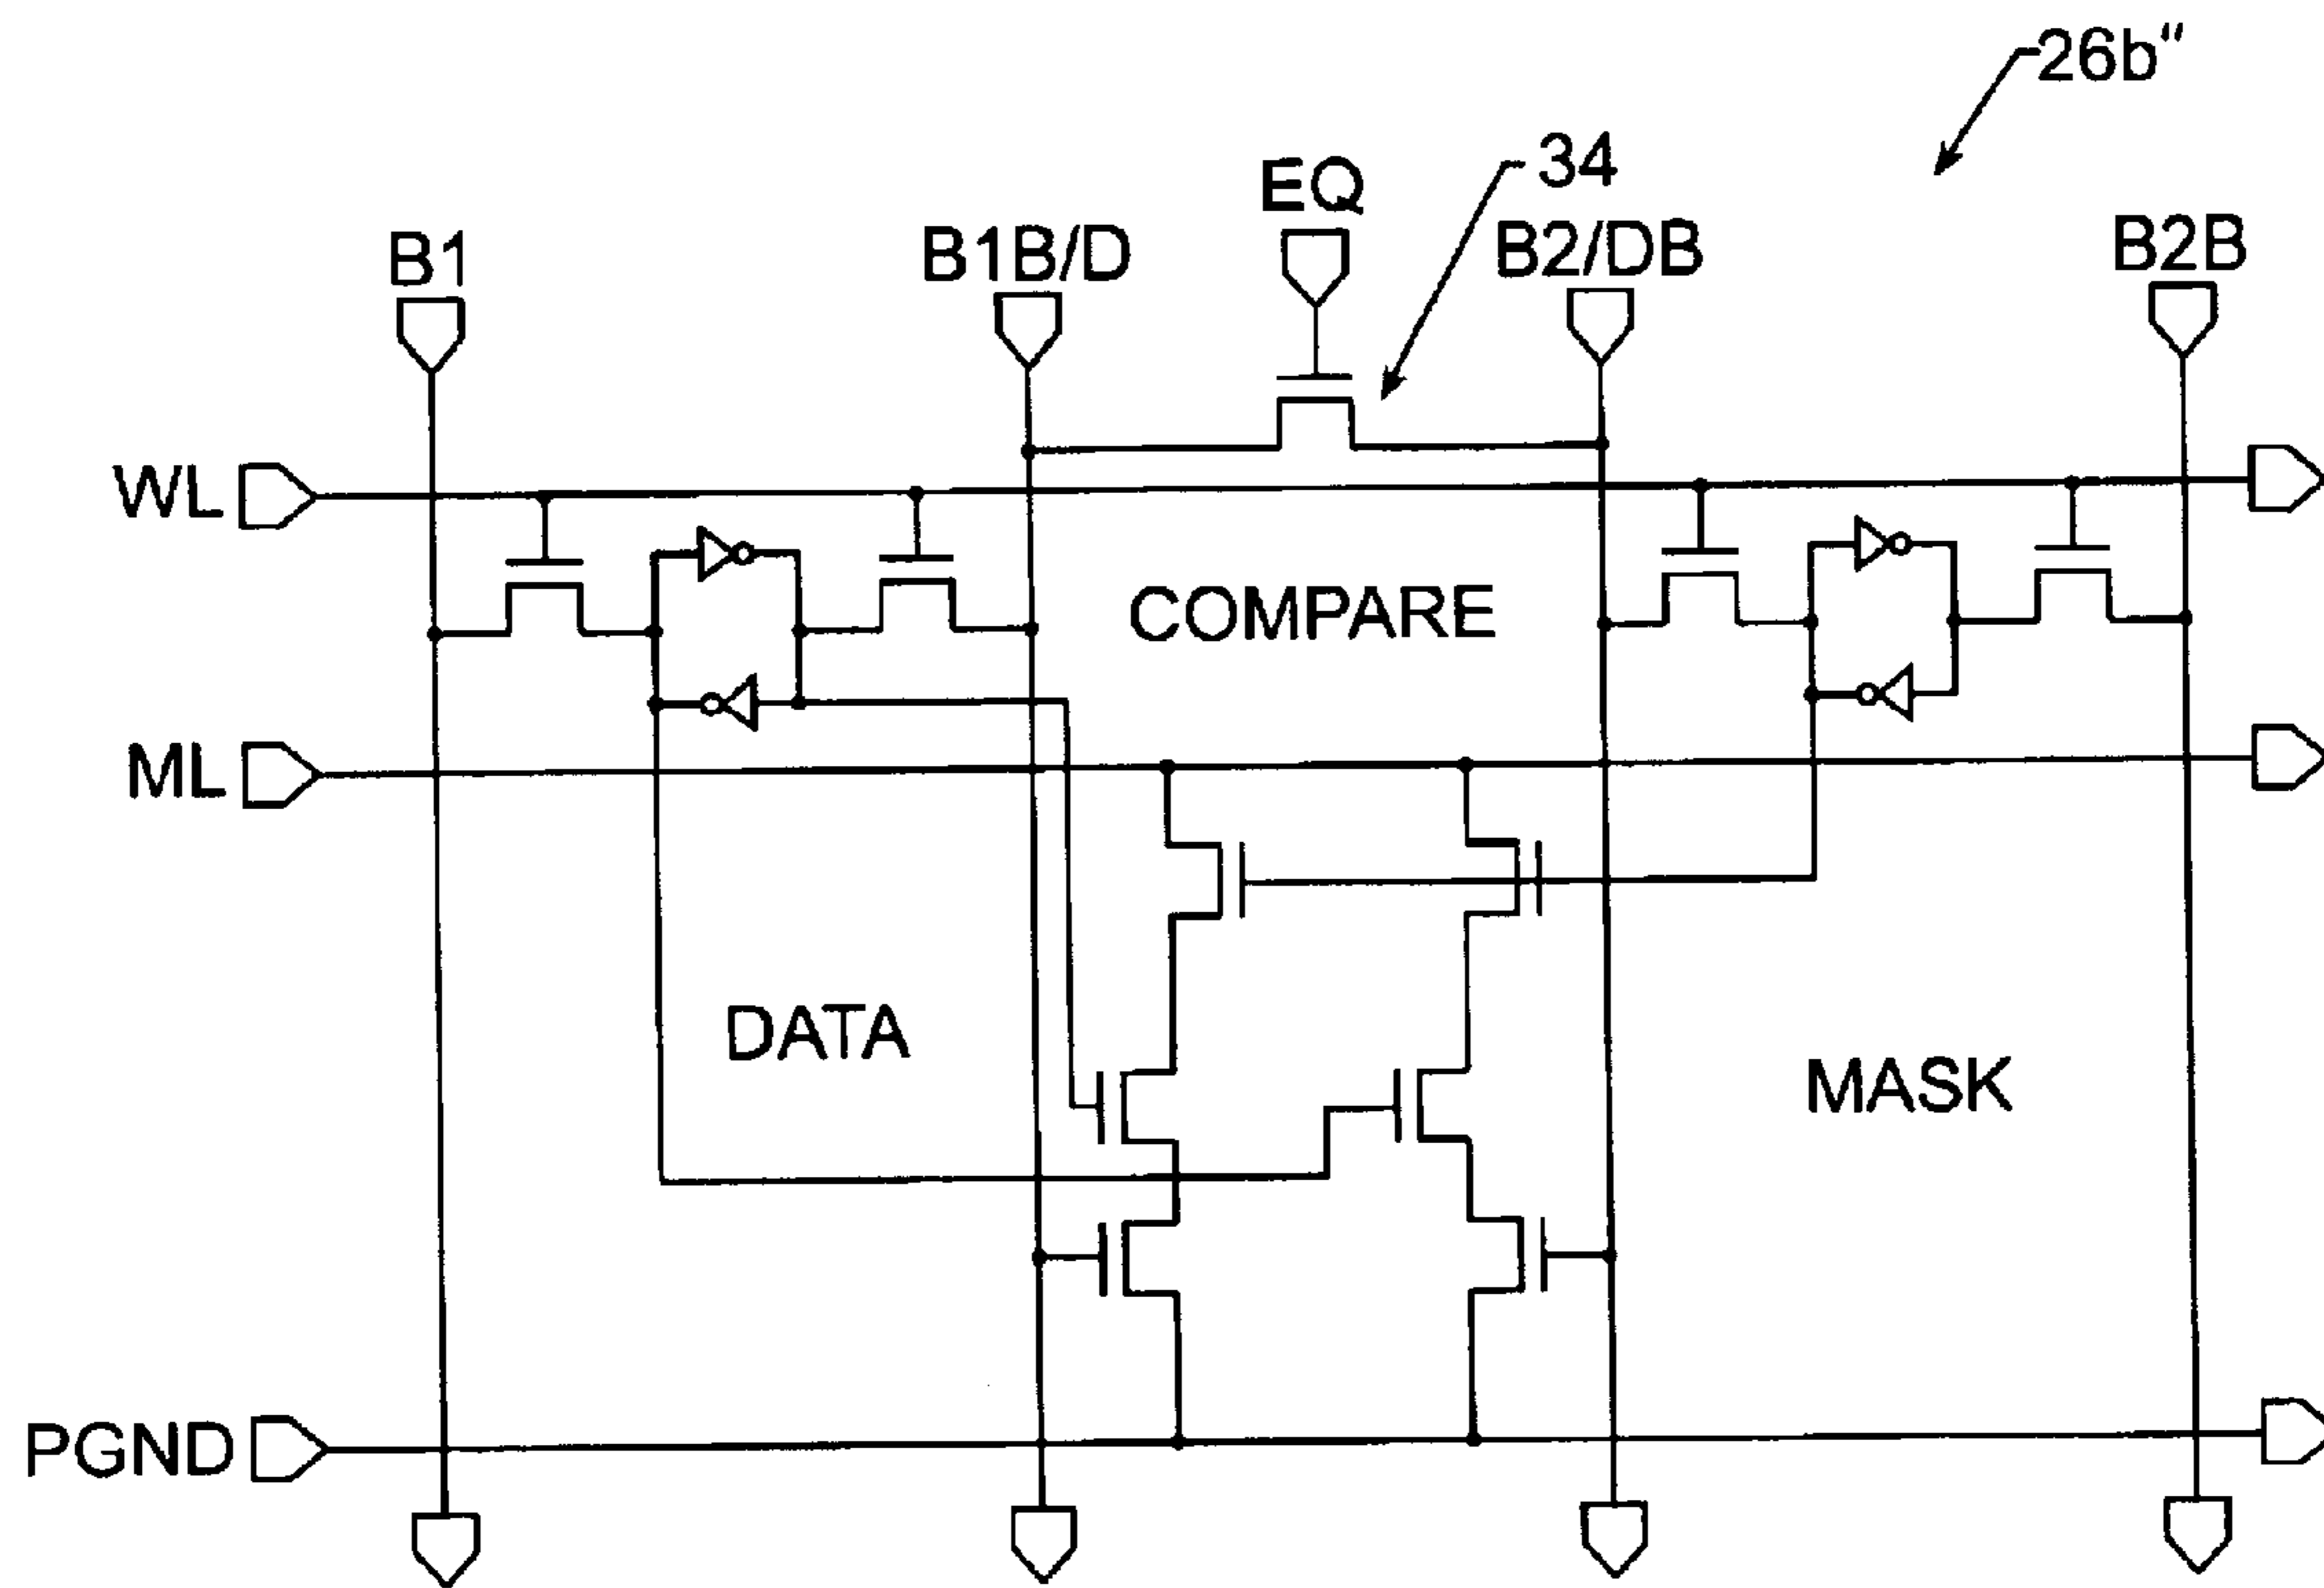 26b"
34
EQ
B1
B1B/D
B2/DB
B2B
WL
COMPARE
ML
DATA
MASK
PGND